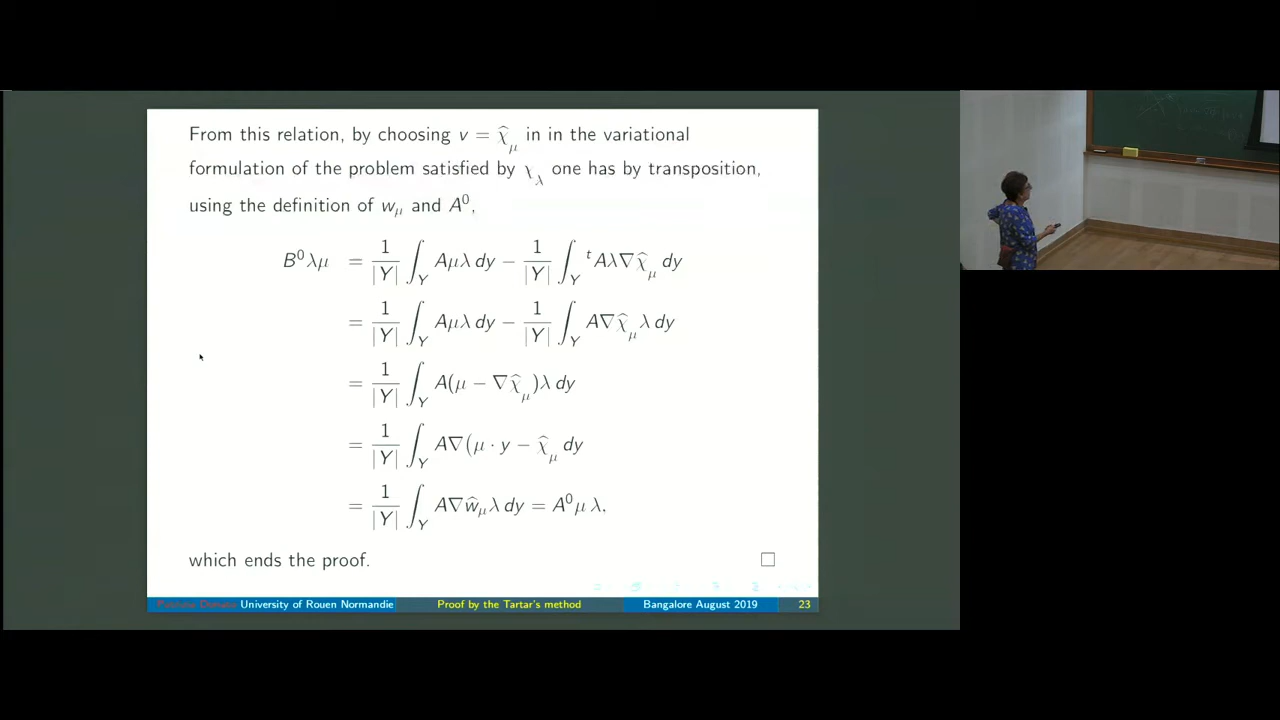 From this relation, by choosing v = χ̂_μ in in the variational
formulation of the problem satisfied by χ_λ one has by transposition,
using the definition of w_μ and A⁰,
B⁰λμ = 1/|Y| ∫_Y Aμλ dy − 1/|Y| ∫_Y ᵗAλ∇χ̂_μ dy
= 1/|Y| ∫_Y Aμλ dy − 1/|Y| ∫_Y A∇χ̂_μ λ dy
= 1/|Y| ∫_Y A(μ − ∇χ̂_μ)λ dy
= 1/|Y| ∫_Y A∇(μ · y − χ̂_μ dy
= 1/|Y| ∫_Y A∇ŵ_μ λ dy = A⁰μ λ,
which ends the proof. □
University of Rouen Normandie Proof by the Tartar's method Bangalore August 2019 23